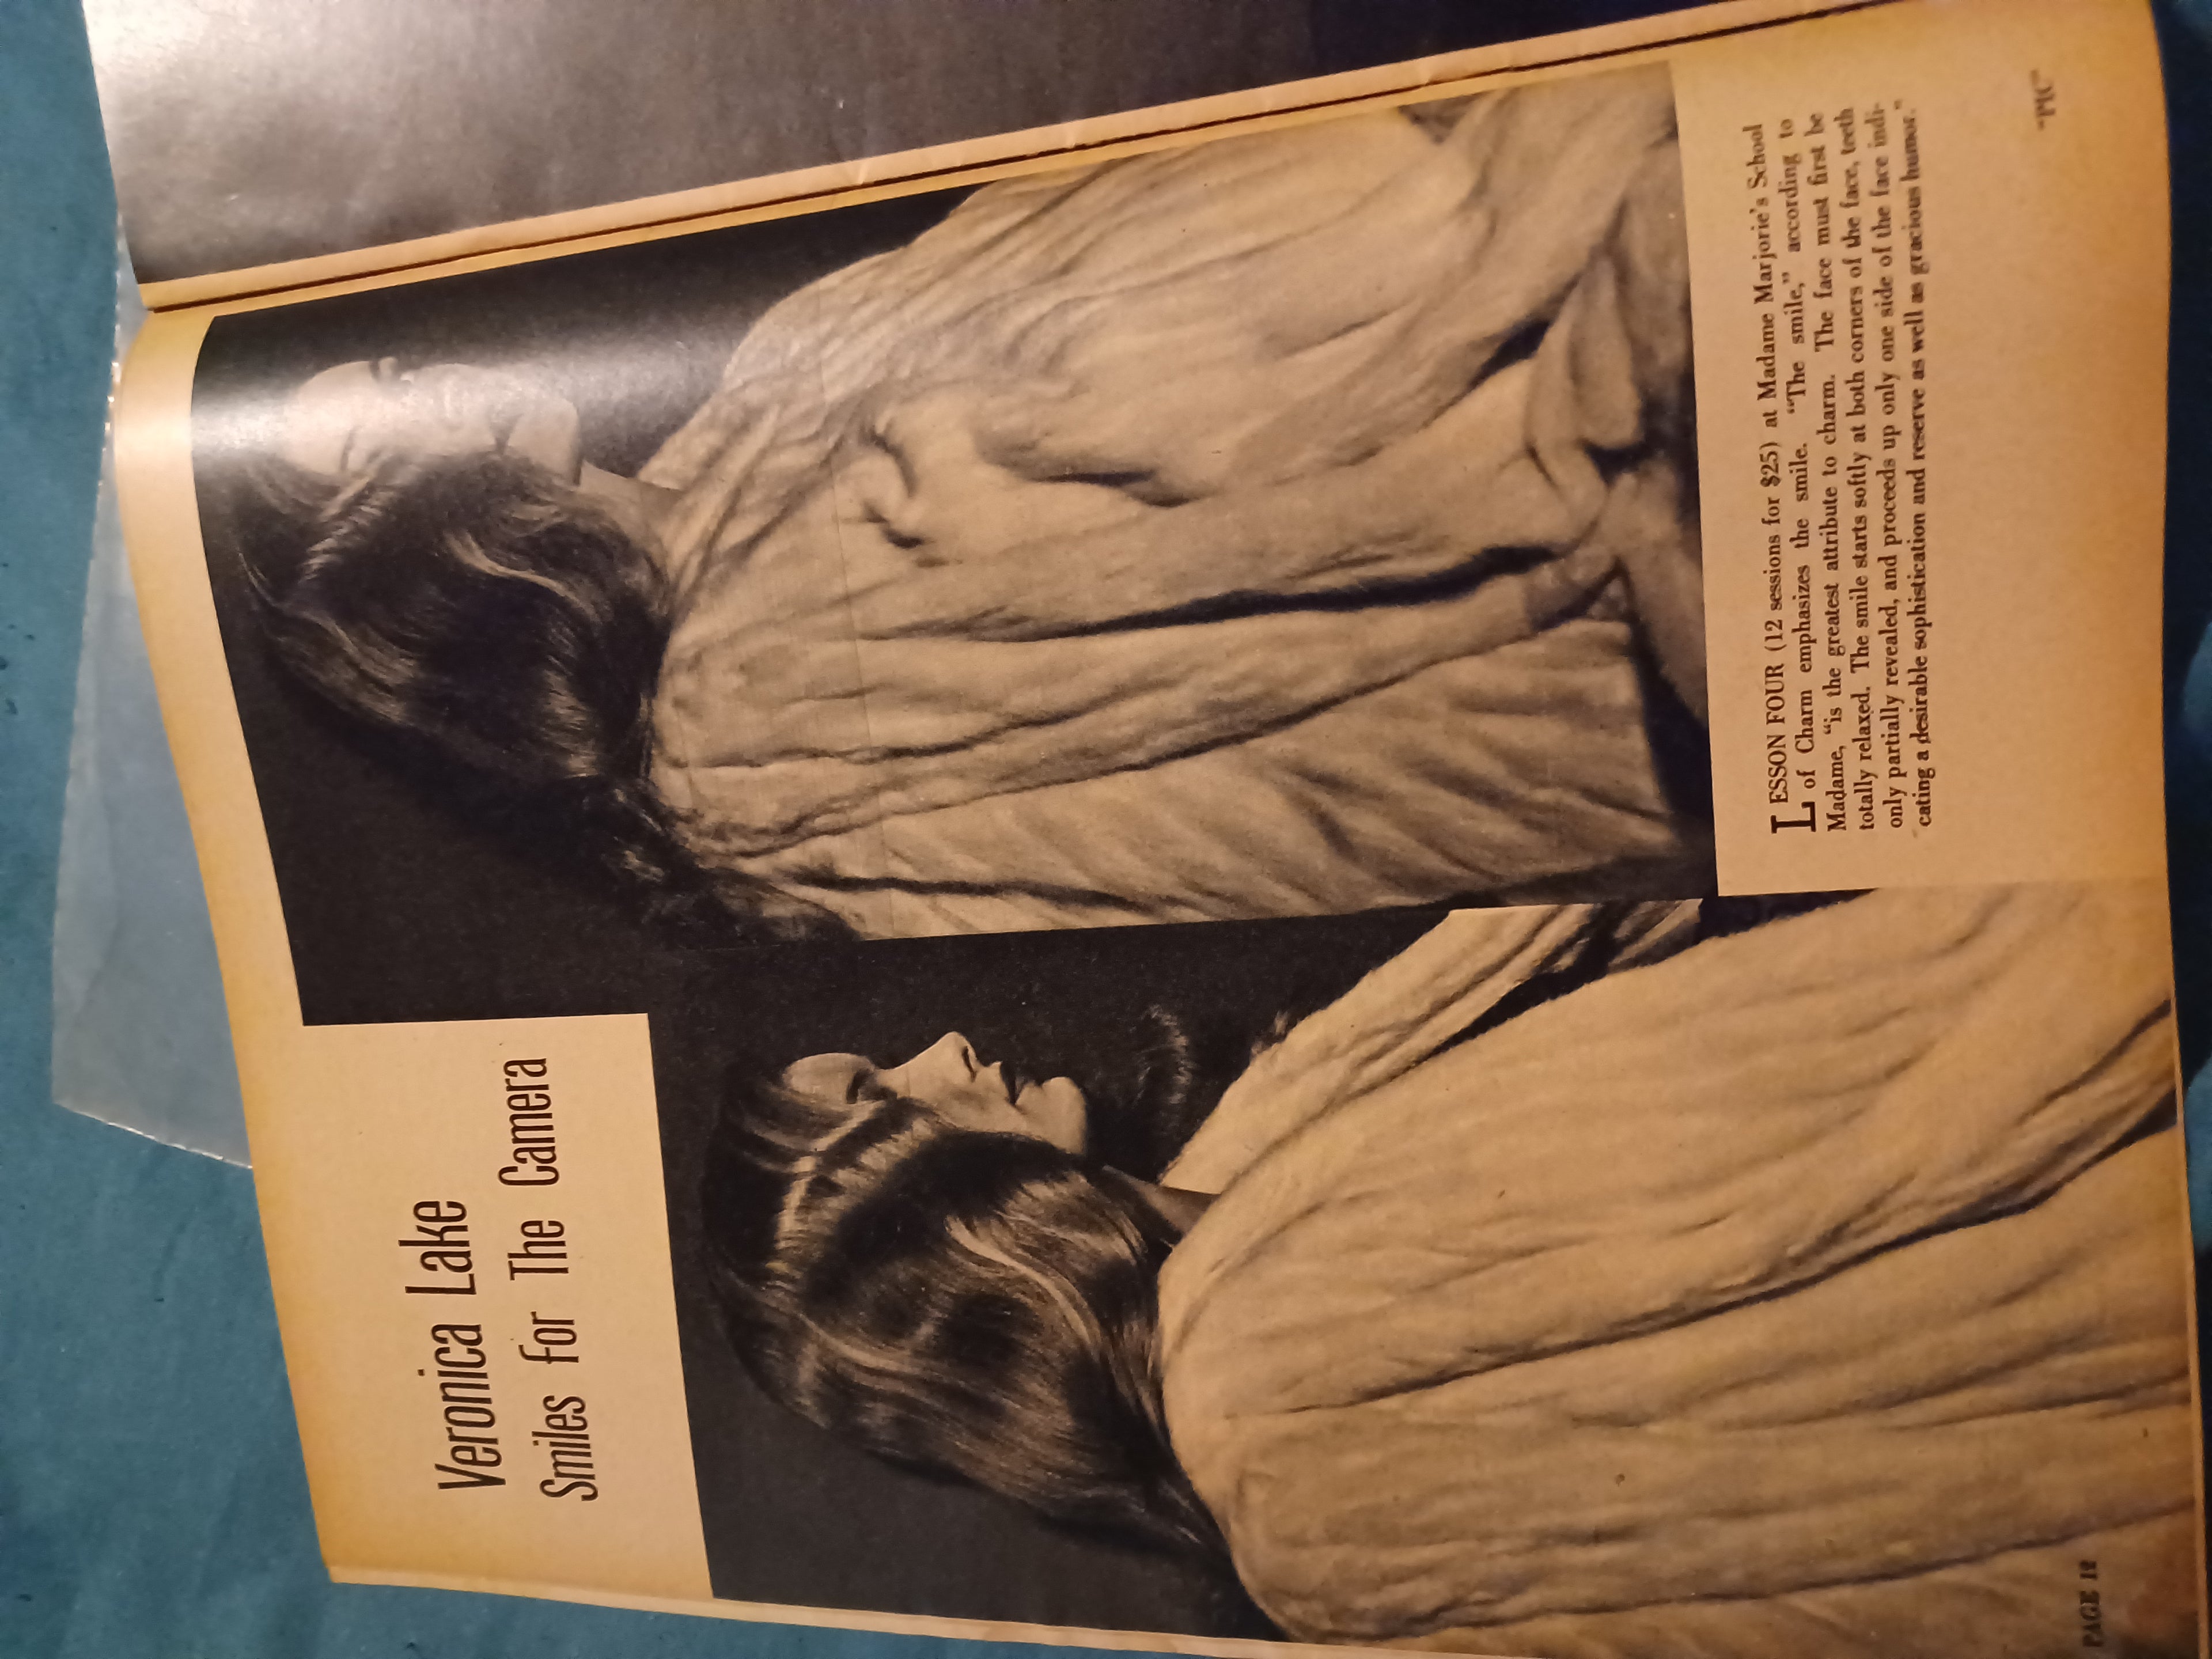 Veronica Lake
Smiles for The Camera
LESSON FOUR (12 sessions for $25) at Madame Marjorie's School
of Charm emphasizes the smile. “The smile,” according to
Madame, “is the greatest attribute to charm. The face must first be
totally relaxed. The smile starts softly at both corners of the face, teeth
only partially revealed, and proceeds up only one side of the face indi-
cating a desirable sophistication and reserve as well as gracious humor.”
PAGE 12
“PIC”